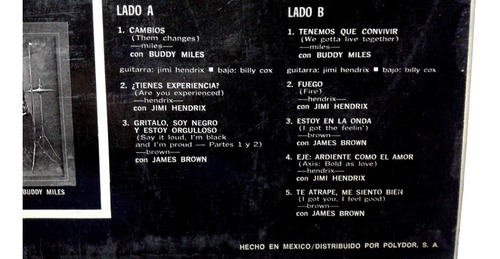 LADO A
1. CAMBIOS
(Them changes)
—miles—
con BUDDY MILES
guitarra: jimi hendrix ■ bajo: billy cox
2. ¿TIENES EXPERIENCIA?
(Are you experienced)
—hendrix—
con JIMI HENDRIX
3. GRITALO, SOY NEGRO
Y ESTOY ORGULLOSO
(Say it loud, I'm black
and I'm proud — Partes 1 y 2)
—brown—
con JAMES BROWN
LADO B
1. TENEMOS QUE CONVIVIR
(We gotta live together)
—miles—
con BUDDY MILES
guitarra: jimi hendrix ■ bajo: billy cox
2. FUEGO
(Fire)
—hendrix—
con JIMI HENDRIX
3. ESTOY EN LA ONDA
(I got the feelin')
—brown—
con JAMES BROWN
4. EJE: ARDIENTE COMO EL AMOR
(Axis: Bold as love)
—hendrix—
con JIMI HENDRIX
5. TE ATRAPE, ME SIENTO BIEN
(I got you, I feel good)
—brown—
con JAMES BROWN
BUDDY MILES
HECHO EN MEXICO/DISTRIBUIDO POR POLYDOR, S. A.